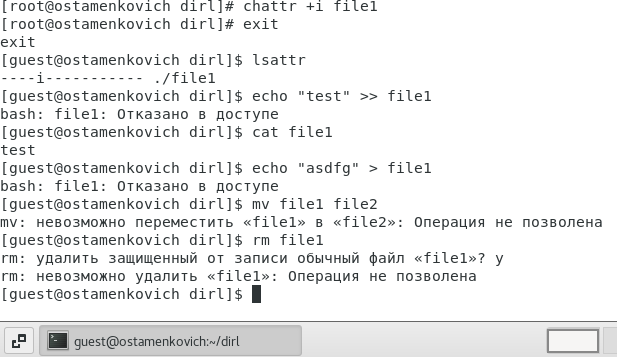 [root@ostamenkovich dirl]# chattr +i file1
[root@ostamenkovich dirl]# exit
exit
[guest@ostamenkovich dirl]$ lsattr
----i----------- ./file1
[guest@ostamenkovich dirl]$ echo "test" >> file1
bash: file1: Отказано в доступе
[guest@ostamenkovich dirl]$ cat file1
test
[guest@ostamenkovich dirl]$ echo "asdfg" > file1
bash: file1: Отказано в доступе
[guest@ostamenkovich dirl]$ mv file1 file2
mv: невозможно переместить «file1» в «file2»: Операция не позволена
[guest@ostamenkovich dirl]$ rm file1
rm: удалить защищенный от записи обычный файл «file1»? y
rm: невозможно удалить «file1»: Операция не позволена
[guest@ostamenkovich dirl]$
guest@ostamenkovich:~/dirl